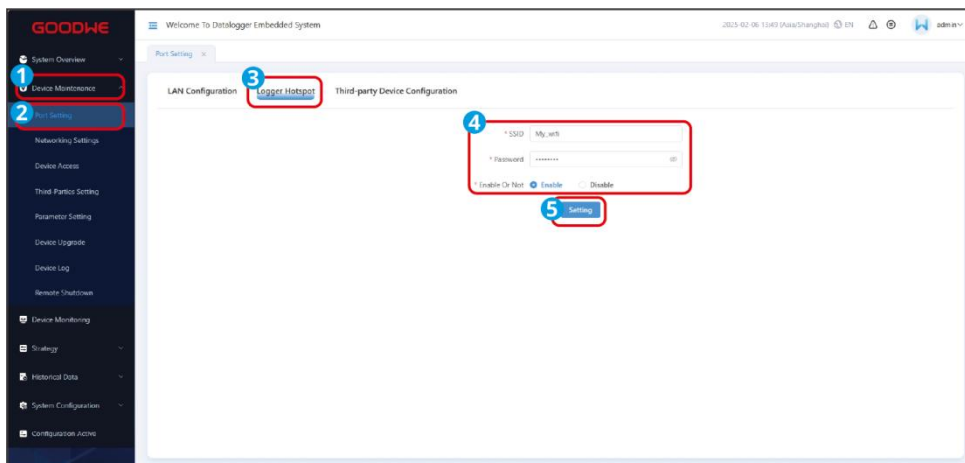 GOODWE
Welcome To Datalogger Embedded System
2025-02-06 13:43 (Asia/Shanghai) EN
admin
System Overview
Port Setting ×
1
Device Maintenance
2
Port Setting
Networking Settings
Device Access
Third-Parties Setting
Parameter Setting
Device Upgrade
Device Log
Remote Shutdown
Device Monitoring
Strategy
Historical Data
System Configuration
Configuration Active
3
LAN Configuration Logger Hotspot Third-party Device Configuration
4
* SSID My_wifi
* Password ········
* Enable Or Not Enable Disable
5
Setting